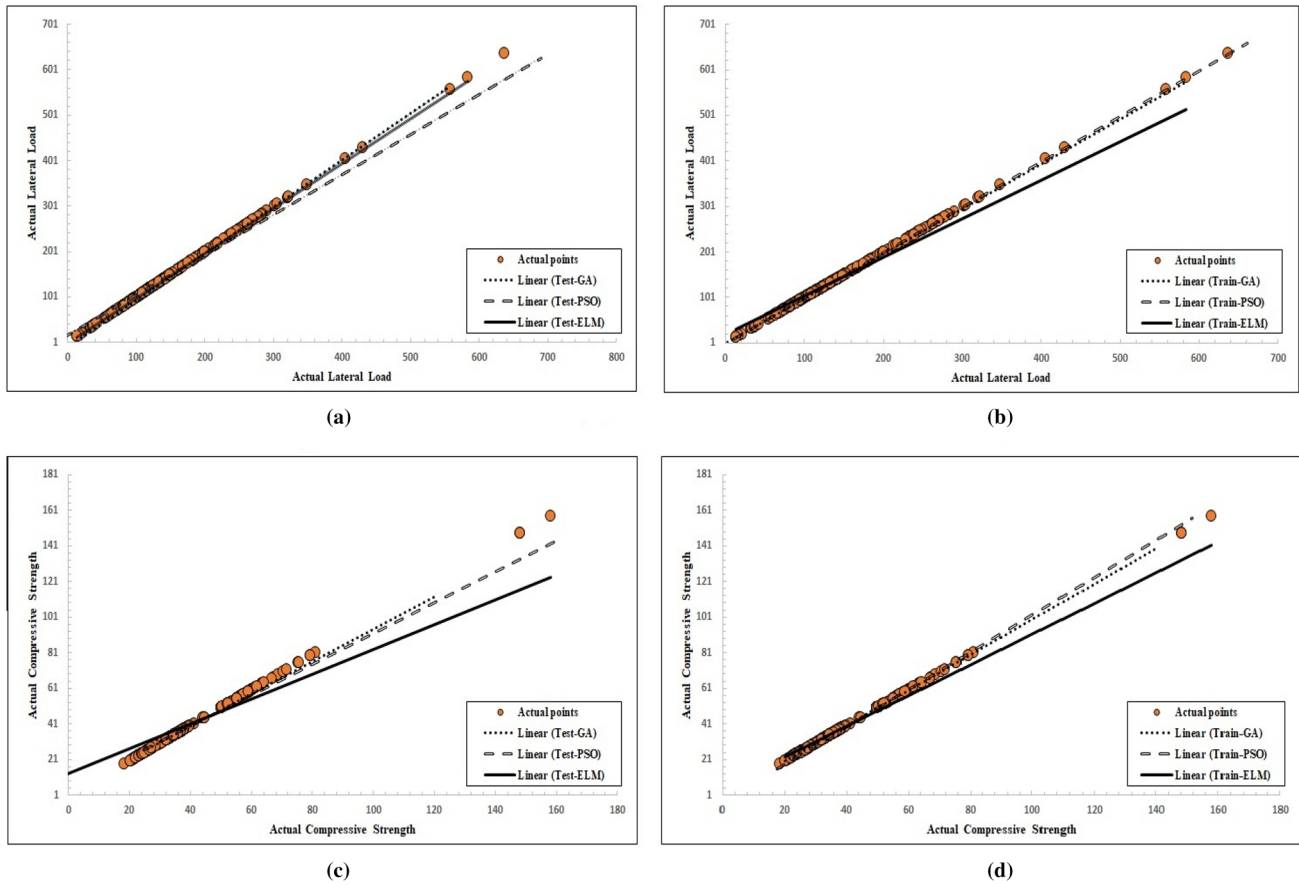 701
601
501
401
301
201
101
1
0 100 200 300 400 500 600 700 800
Actual Lateral Load
Actual Lateral Load
Actual points
Linear (Test-GA)
Linear (Test-PSO)
Linear (Test-ELM)
(a)
701
601
501
401
301
201
101
1
0 100 200 300 400 500 600 700
Actual Lateral Load
Actual Lateral Load
Actual points
Linear (Train-GA)
Linear (Train-PSO)
Linear (Train-ELM)
(b)
181
161
141
121
101
81
61
41
21
1
0 20 40 60 80 100 120 140 160 180
Actual Compressive Strength
Actual Compressive Strength
Actual points
Linear (Test-GA)
Linear (Test-PSO)
Linear (Test-ELM)
(c)
181
161
141
121
101
81
61
41
21
1
0 20 40 60 80 100 120 140 160 180
Actual Compressive Strength
Actual Compressive Strength
Actual points
Linear (Train-GA)
Linear (Train-PSO)
Linear (Train-ELM)
(d)